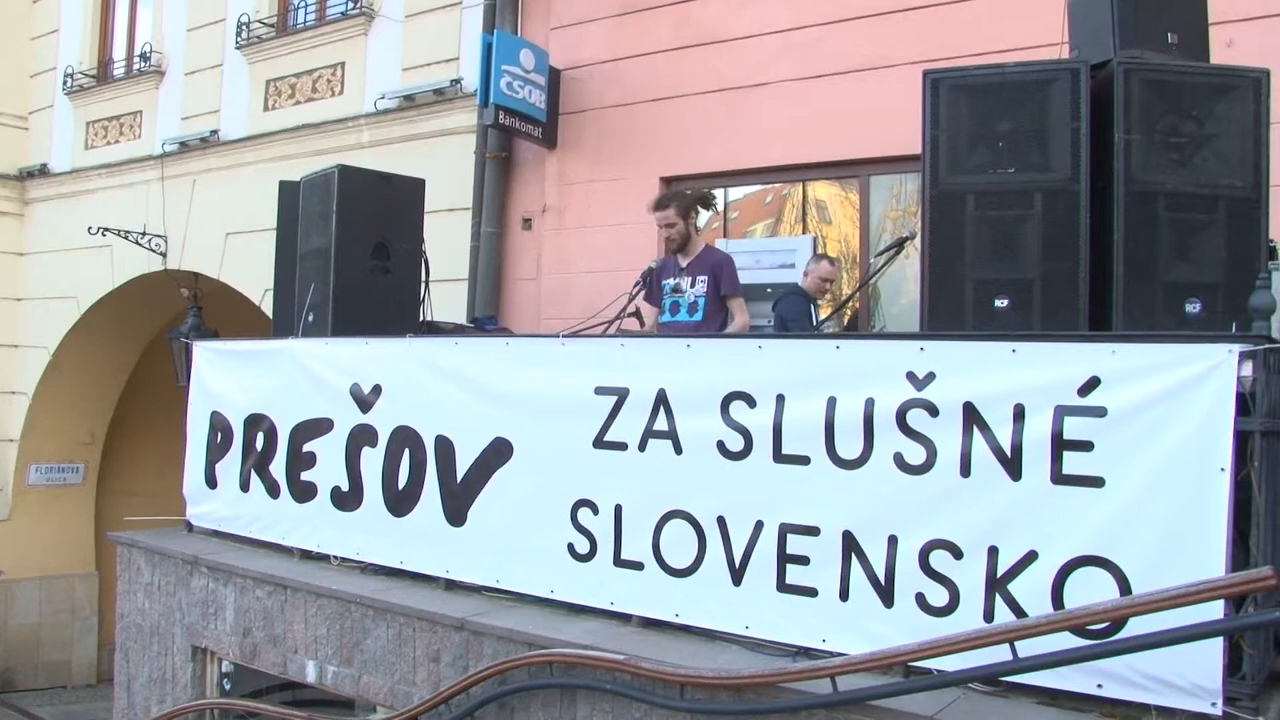 ČSOB
Bankomat
RCF
RCF
FLORIÁNOVA
ULICA
PREŠOV
ZA SLUŠNÉ
SLOVENSKO